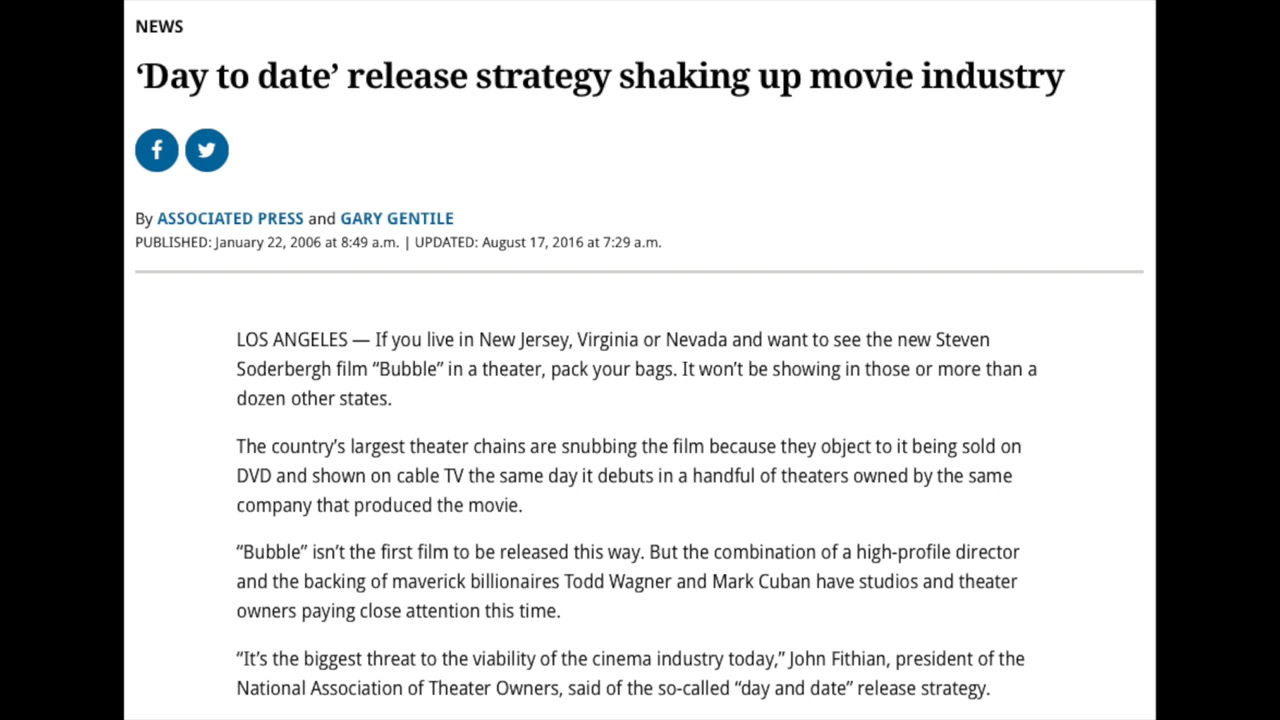 NEWS
‘Day to date’ release strategy shaking up movie industry
By ASSOCIATED PRESS and GARY GENTILE
PUBLISHED: January 22, 2006 at 8:49 a.m. | UPDATED: August 17, 2016 at 7:29 a.m.
LOS ANGELES — If you live in New Jersey, Virginia or Nevada and want to see the new Steven
Soderbergh film “Bubble” in a theater, pack your bags. It won’t be showing in those or more than a
dozen other states.
The country’s largest theater chains are snubbing the film because they object to it being sold on
DVD and shown on cable TV the same day it debuts in a handful of theaters owned by the same
company that produced the movie.
“Bubble” isn’t the first film to be released this way. But the combination of a high-profile director
and the backing of maverick billionaires Todd Wagner and Mark Cuban have studios and theater
owners paying close attention this time.
“It’s the biggest threat to the viability of the cinema industry today,” John Fithian, president of the
National Association of Theater Owners, said of the so-called “day and date” release strategy.